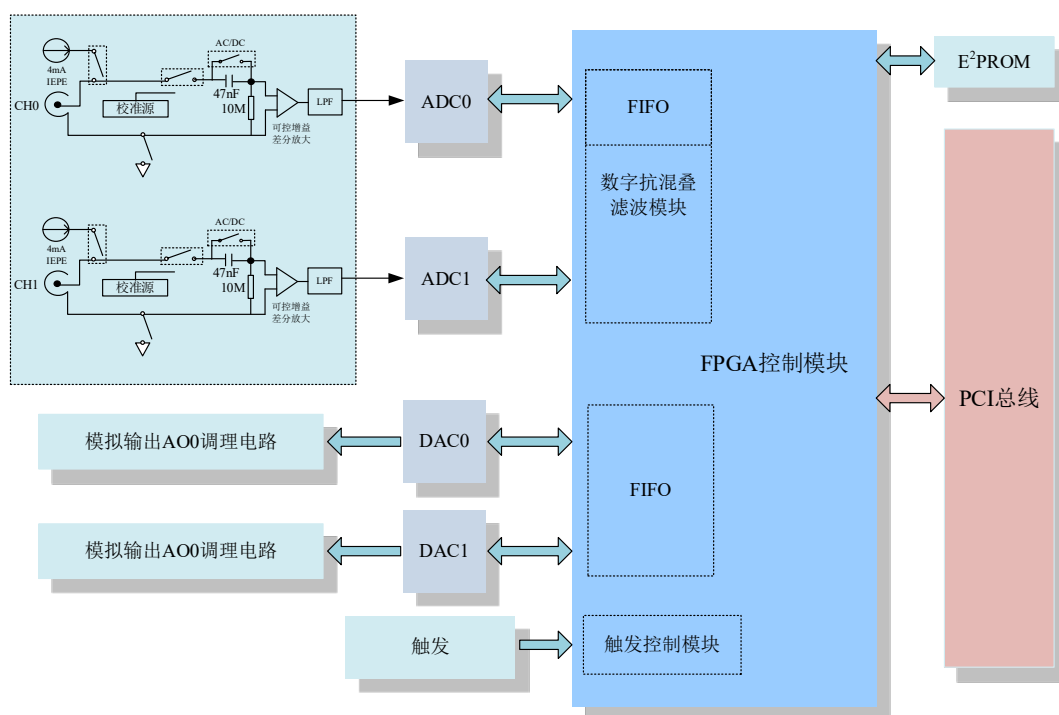 4mA
IEPE
CH0
校准源
AC/DC
47nF
10M
可控增益
差分放大
LPF
ADC0
4mA
IEPE
CH1
校准源
AC/DC
47nF
10M
可控增益
差分放大
LPF
ADC1
FIFO
数字抗混叠
滤波模块
FPGA控制模块
E²PROM
PCI总线
模拟输出AO0调理电路
DAC0
FIFO
模拟输出AO0调理电路
DAC1
触发
触发控制模块